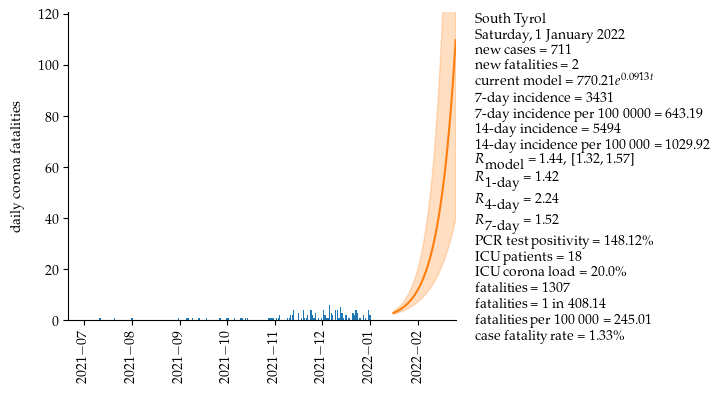 120
100
80
60
40
20
0
daily corona fatalities
2021−07
2021−08
2021−09
2021−10
2021−11
2021−12
2022−01
2022−02
South Tyrol
Saturday, 1 January 2022
new cases = 711
new fatalities = 2
current model = 770.21e^0.0913t
7-day incidence = 3431
7-day incidence per 100 0000 = 643.19
14-day incidence = 5494
14-day incidence per 100 000 = 1029.92
R_model = 1.44, [1.32, 1.57]
R_1-day = 1.42
R_4-day = 2.24
R_7-day = 1.52
PCR test positivity = 148.12%
ICU patients = 18
ICU corona load = 20.0%
fatalities = 1307
fatalities = 1 in 408.14
fatalities per 100 000 = 245.01
case fatality rate = 1.33%